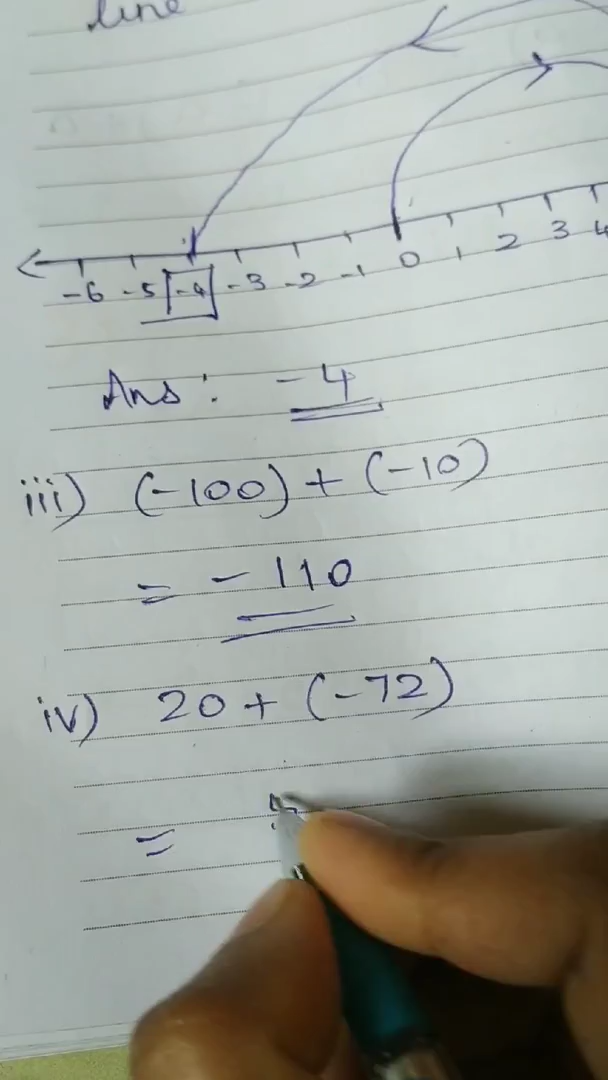 line
-6 -5 -4 -3 -2 -1 0 1 2 3 4
Ans: -4
iii) (-100) + (-10)
= -110
iv) 20 + (-72)
=